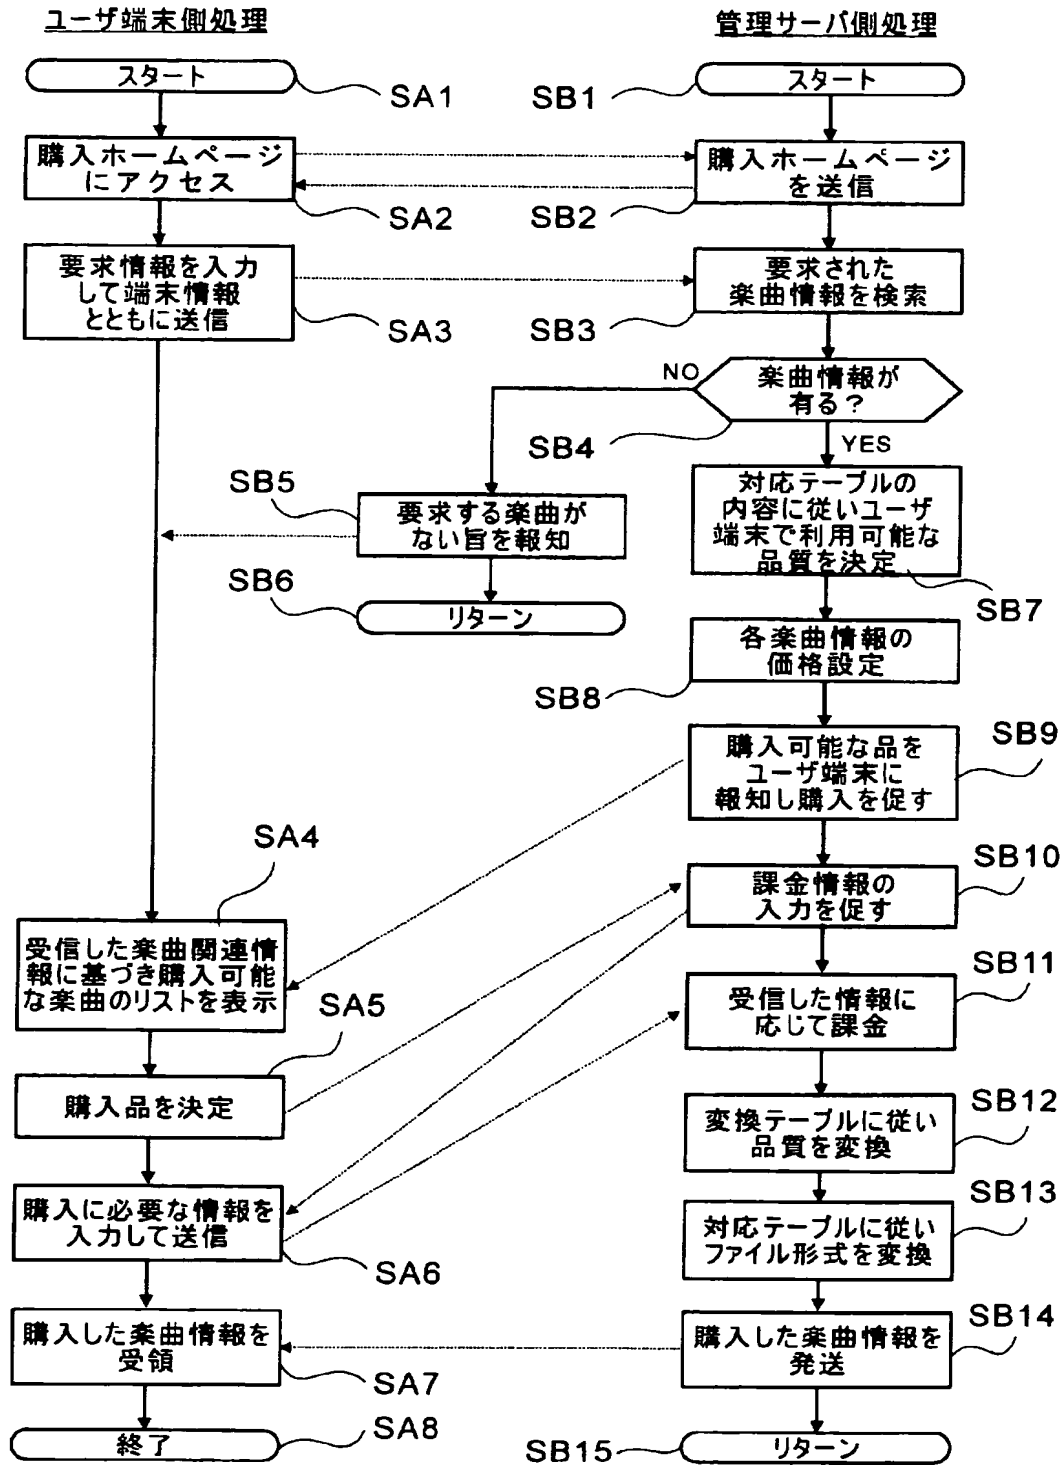 ユーザ端末側処理
管理サーバ側処理
スタート
SA1
SB1
スタート
購入ホームページ
にアクセス
SA2
購入ホームページ
を送信
SB2
要求情報を入力
して端末情報
とともに送信
SA3
要求された
楽曲情報を検索
SB3
楽曲情報が
有る?
NO
SB4
YES
SB5
要求する楽曲が
ない旨を報知
SB6
リターン
対応テーブルの
内容に従いユーザ
端末で利用可能な
品質を決定
SB7
各楽曲情報の
価格設定
SB8
購入可能な品を
ユーザ端末に
報知し購入を促す
SB9
SA4
受信した楽曲関連情
報に基づき購入可能
な楽曲のリストを表示
課金情報の
入力を促す
SB10
SA5
購入品を決定
受信した情報に
応じて課金
SB11
変換テーブルに従い
品質を変換
SB12
購入に必要な情報を
入力して送信
SA6
対応テーブルに従い
ファイル形式を変換
SB13
購入した楽曲情報を
受領
SA7
購入した楽曲情報を
発送
SB14
終了
SA8
SB15
リターン